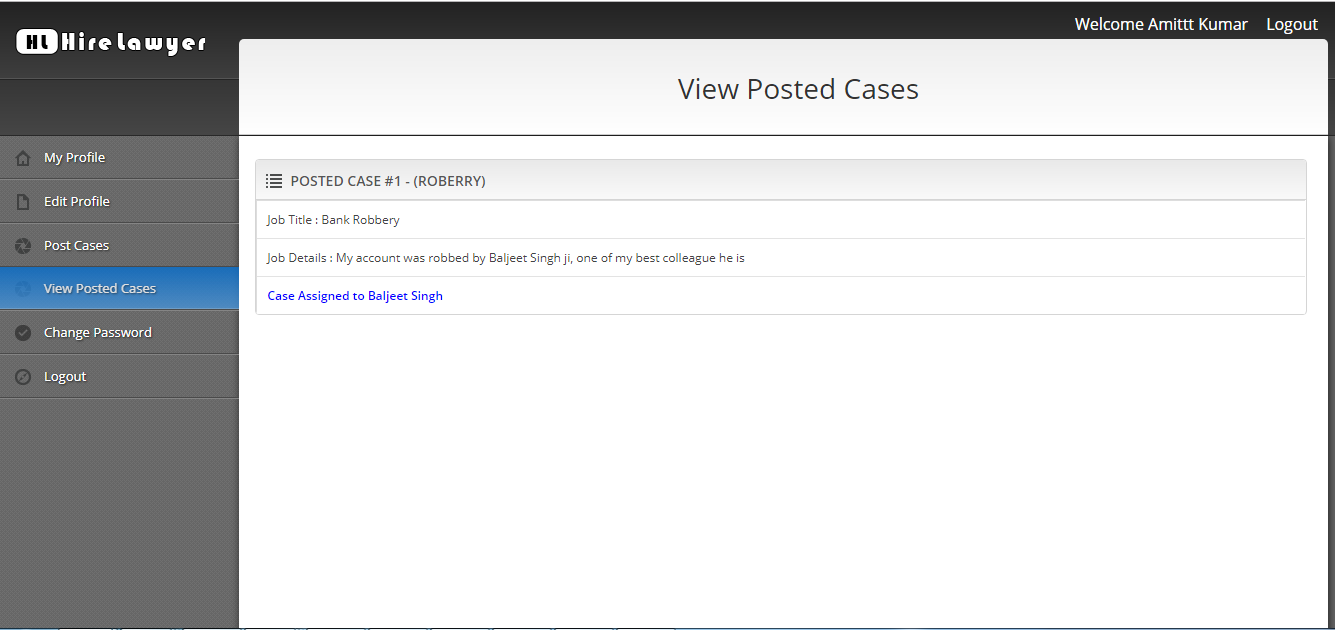 HL HireLawyer
Welcome Amittt Kumar Logout
View Posted Cases
My Profile
Edit Profile
Post Cases
View Posted Cases
Change Password
Logout
POSTED CASE #1 - (ROBERRY)
Job Title : Bank Robbery
Job Details : My account was robbed by Baljeet Singh ji, one of my best colleague he is
Case Assigned to Baljeet Singh